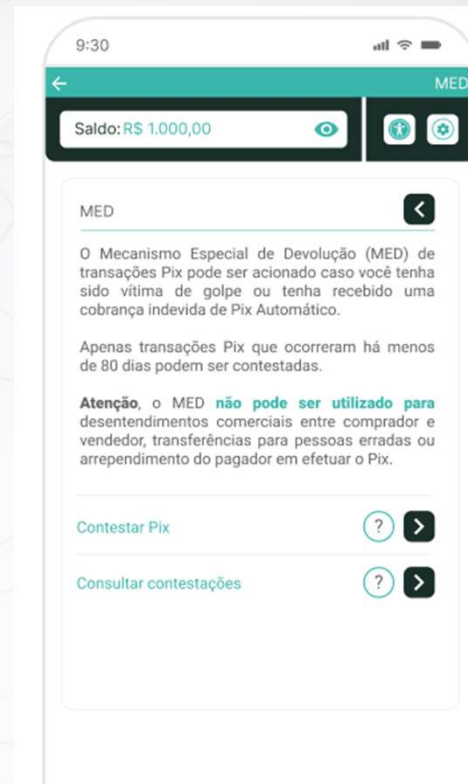 9:30
MED
Saldo: R$ 1.000,00
MED
O Mecanismo Especial de Devolução (MED) de
transações Pix pode ser acionado caso você tenha
sido vítima de golpe ou tenha recebido uma
cobrança indevida de Pix Automático.
Apenas transações Pix que ocorreram há menos
de 80 dias podem ser contestadas.
Atenção, o MED não pode ser utilizado para
desentendimentos comerciais entre comprador e
vendedor, transferências para pessoas erradas ou
arrependimento do pagador em efetuar o Pix.
Contestar Pix ?
Consultar contestações ?